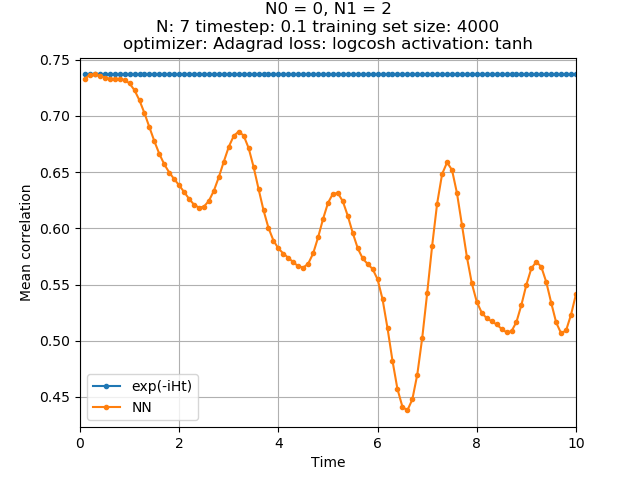 N0 = 0, N1 = 2
N: 7 timestep: 0.1 training set size: 4000
optimizer: Adagrad loss: logcosh activation: tanh
0.75
0.70
0.65
0.60
0.55
0.50
0.45
Mean correlation
exp(-iHt)
NN
0 2 4 6 8 10
Time